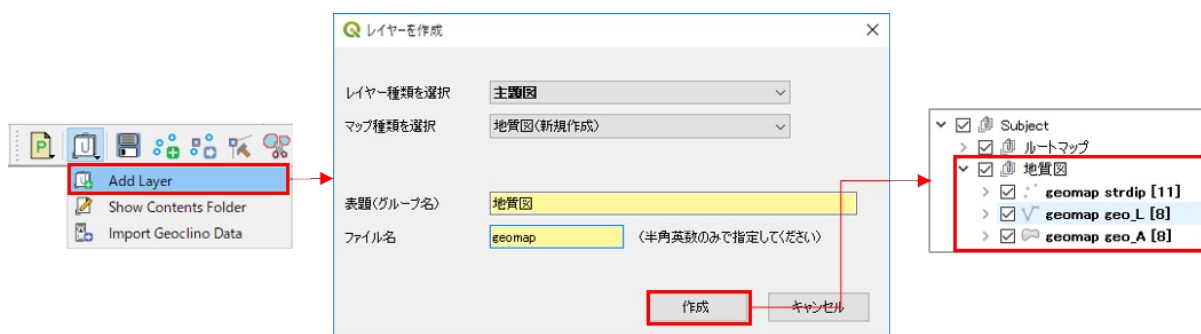 P
U
Add Layer
Show Contents Folder
Import Geoclino Data
レイヤーを作成
レイヤー種類を選択
主題図
マップ種類を選択
地質図(新規作成)
表題(グループ名)
地質図
ファイル名
geomap
(半角英数のみで指定してください)
作成
キャンセル
Subject
ルートマップ
地質図
geomap strdip [11]
geomap geo_L [8]
geomap geo_A [8]